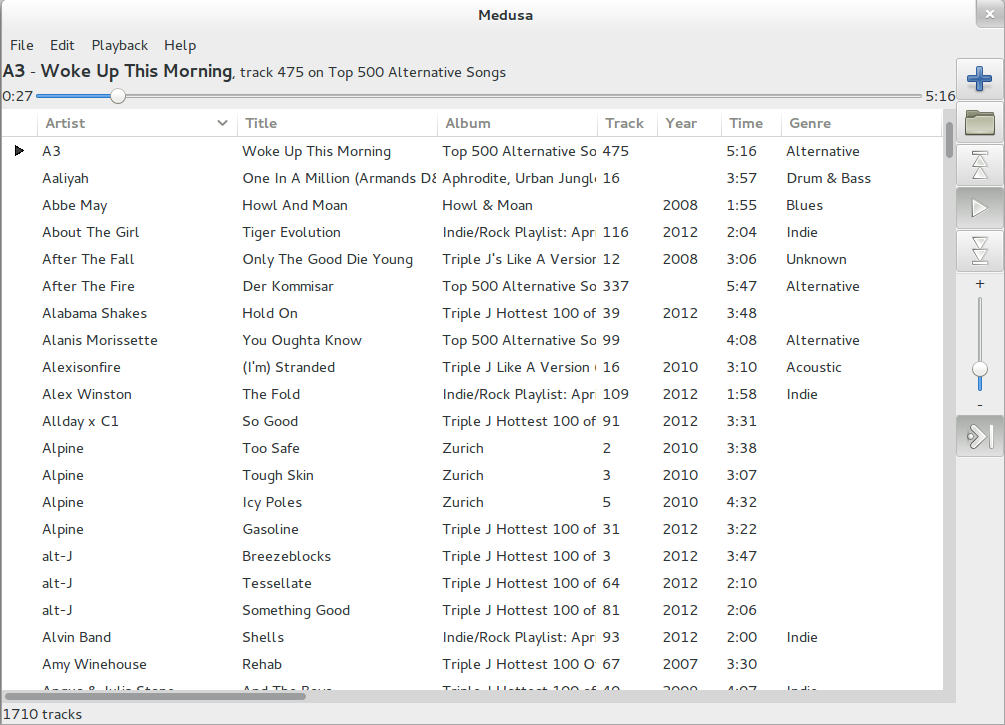 Medusa
File Edit Playback Help
A3 - Woke Up This Morning, track 475 on Top 500 Alternative Songs
0:27 5:16
Artist Title Album Track Year Time Genre
A3 Woke Up This Morning Top 500 Alternative So 475 5:16 Alternative
Aaliyah One In A Million (Armands D& Aphrodite, Urban Jungle 16 3:57 Drum & Bass
Abbe May Howl And Moan Howl & Moan 2008 1:55 Blues
About The Girl Tiger Evolution Indie/Rock Playlist: Apri 116 2012 2:04 Indie
After The Fall Only The Good Die Young Triple J's Like A Version 12 2008 3:06 Unknown
After The Fire Der Kommisar Top 500 Alternative So 337 5:47 Alternative
Alabama Shakes Hold On Triple J Hottest 100 of 39 2012 3:48
Alanis Morissette You Oughta Know Top 500 Alternative So 99 4:08 Alternative
Alexisonfire (I'm) Stranded Triple J Like A Version ( 16 2010 3:10 Acoustic
Alex Winston The Fold Indie/Rock Playlist: Apri 109 2012 1:58 Indie
Allday x C1 So Good Triple J Hottest 100 of 91 2012 3:31
Alpine Too Safe Zurich 2 2010 3:38
Alpine Tough Skin Zurich 3 2010 3:07
Alpine Icy Poles Zurich 5 2010 4:32
Alpine Gasoline Triple J Hottest 100 of 31 2012 3:22
alt-J Breezeblocks Triple J Hottest 100 of 3 2012 3:47
alt-J Tessellate Triple J Hottest 100 of 64 2012 2:10
alt-J Something Good Triple J Hottest 100 of 81 2012 2:06
Alvin Band Shells Indie/Rock Playlist: Apri 93 2012 2:00 Indie
Amy Winehouse Rehab Triple J Hottest 100 O 67 2007 3:30
1710 tracks
+
-